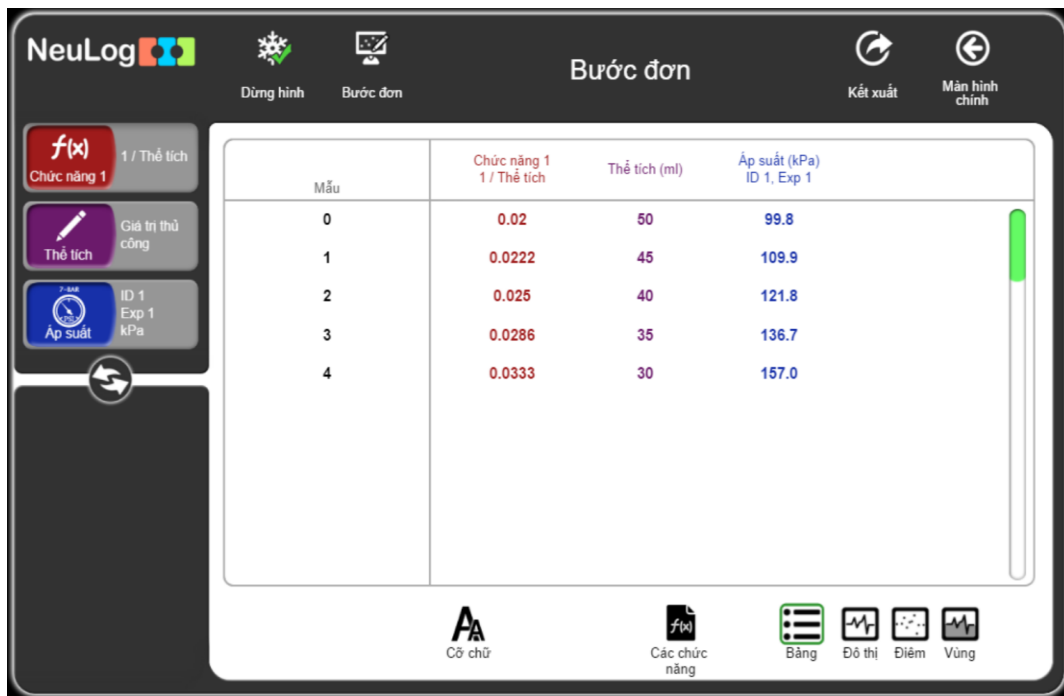 NeuLog
Dừng hình
Bước đơn
Bước đơn
Kết xuất
Màn hình
chính
f(x)
Chức năng 1
1 / Thể tích
Thể tích
Giá trị thủ
công
7-BAR
Áp suất
ID 1
Exp 1
kPa
Mẫu
Chức năng 1
1 / Thể tích
Thể tích (ml)
Áp suất (kPa)
ID 1, Exp 1
0 0.02 50 99.8
1 0.0222 45 109.9
2 0.025 40 121.8
3 0.0286 35 136.7
4 0.0333 30 157.0
Cỡ chữ
f(x)
Các chức
năng
Bảng
Đồ thị
Điểm
Vùng